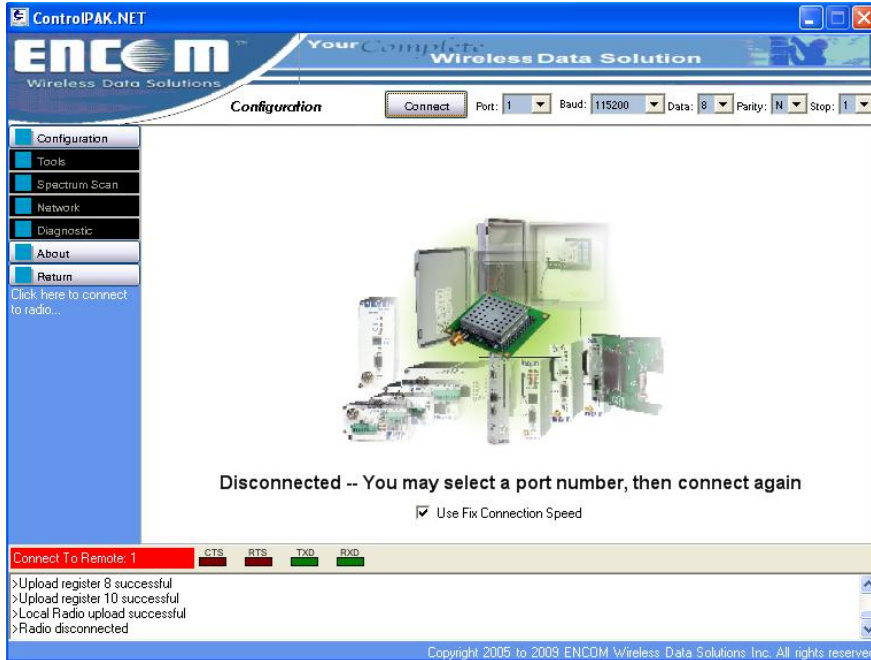 ControlPAK.NET
ENCOM™ Your Complete Wireless Data Solution
Wireless Data Solutions
Configuration Connect Port: 1 Baud: 115200 Data: 8 Parity: N Stop: 1
Configuration
Tools
Spectrum Scan
Network
Diagnostic
About
Return
Click here to connect
to radio...
Disconnected -- You may select a port number, then connect again
Use Fix Connection Speed
Connect To Remote: 1 CTS RTS TXD RXD
>Upload register 8 successful
>Upload register 10 successful
>Local Radio upload successful
>Radio disconnected
Copyright 2005 to 2009 ENCOM Wireless Data Solutions Inc. All rights reserved